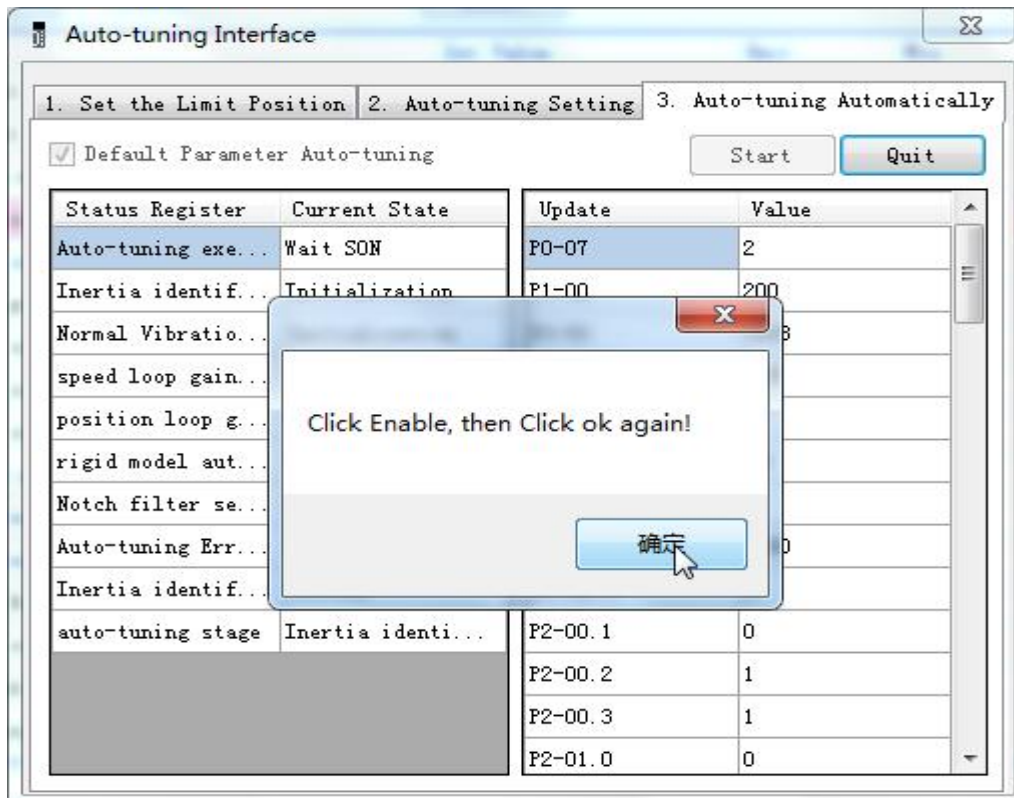 Auto-tuning Interface
1. Set the Limit Position 2. Auto-tuning Setting 3. Auto-tuning Automatically
Default Parameter Auto-tuning Start Quit
Status Register Current State Update Value
Auto-tuning exe... Wait SON P0-07 2
Inertia identif... Initialization P1-00 200
Normal Vibratio...
speed loop gain...
position loop g...
rigid model aut...
Notch filter se...
Auto-tuning Err...
Inertia identif...
Click Enable, then Click ok again!
确定
auto-tuning stage Inertia identi... P2-00.1 0
P2-00.2 1
P2-00.3 1
P2-01.0 0